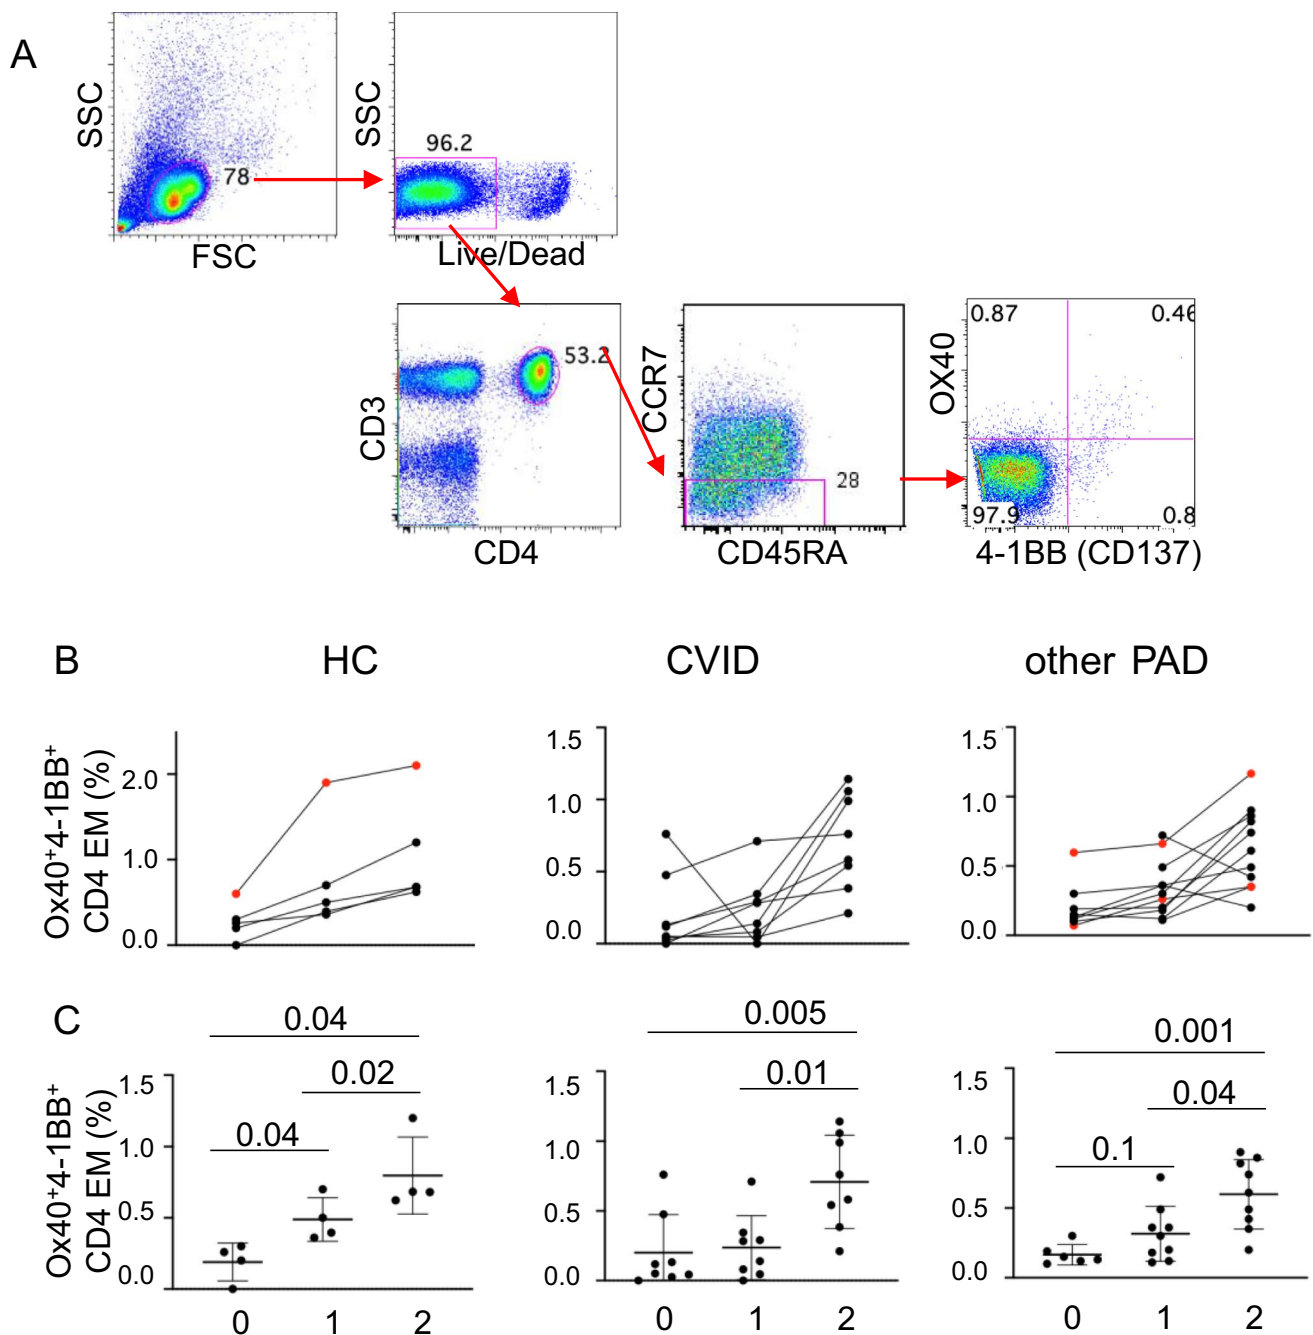 A
SSC
78
FSC
SSC
96.2
Live/Dead
CD3
53.2
CD4
CCR7
28
CD45RA
OX40
0.87
0.46
97.9
0.8
4-1BB (CD137)
B
HC
CVID
other PAD
Ox40+4-1BB+
CD4 EM (%)
2.0
1.0
0.0
1.5
1.0
0.5
0.0
1.5
1.0
0.5
0.0
C
Ox40+4-1BB+
CD4 EM (%)
0.04
0.02
0.04
1.5
1.0
0.5
0.0
0
1
2
0.005
0.01
1.5
1.0
0.5
0.0
0
1
2
0.001
0.04
0.1
1.5
1.0
0.5
0.0
0
1
2